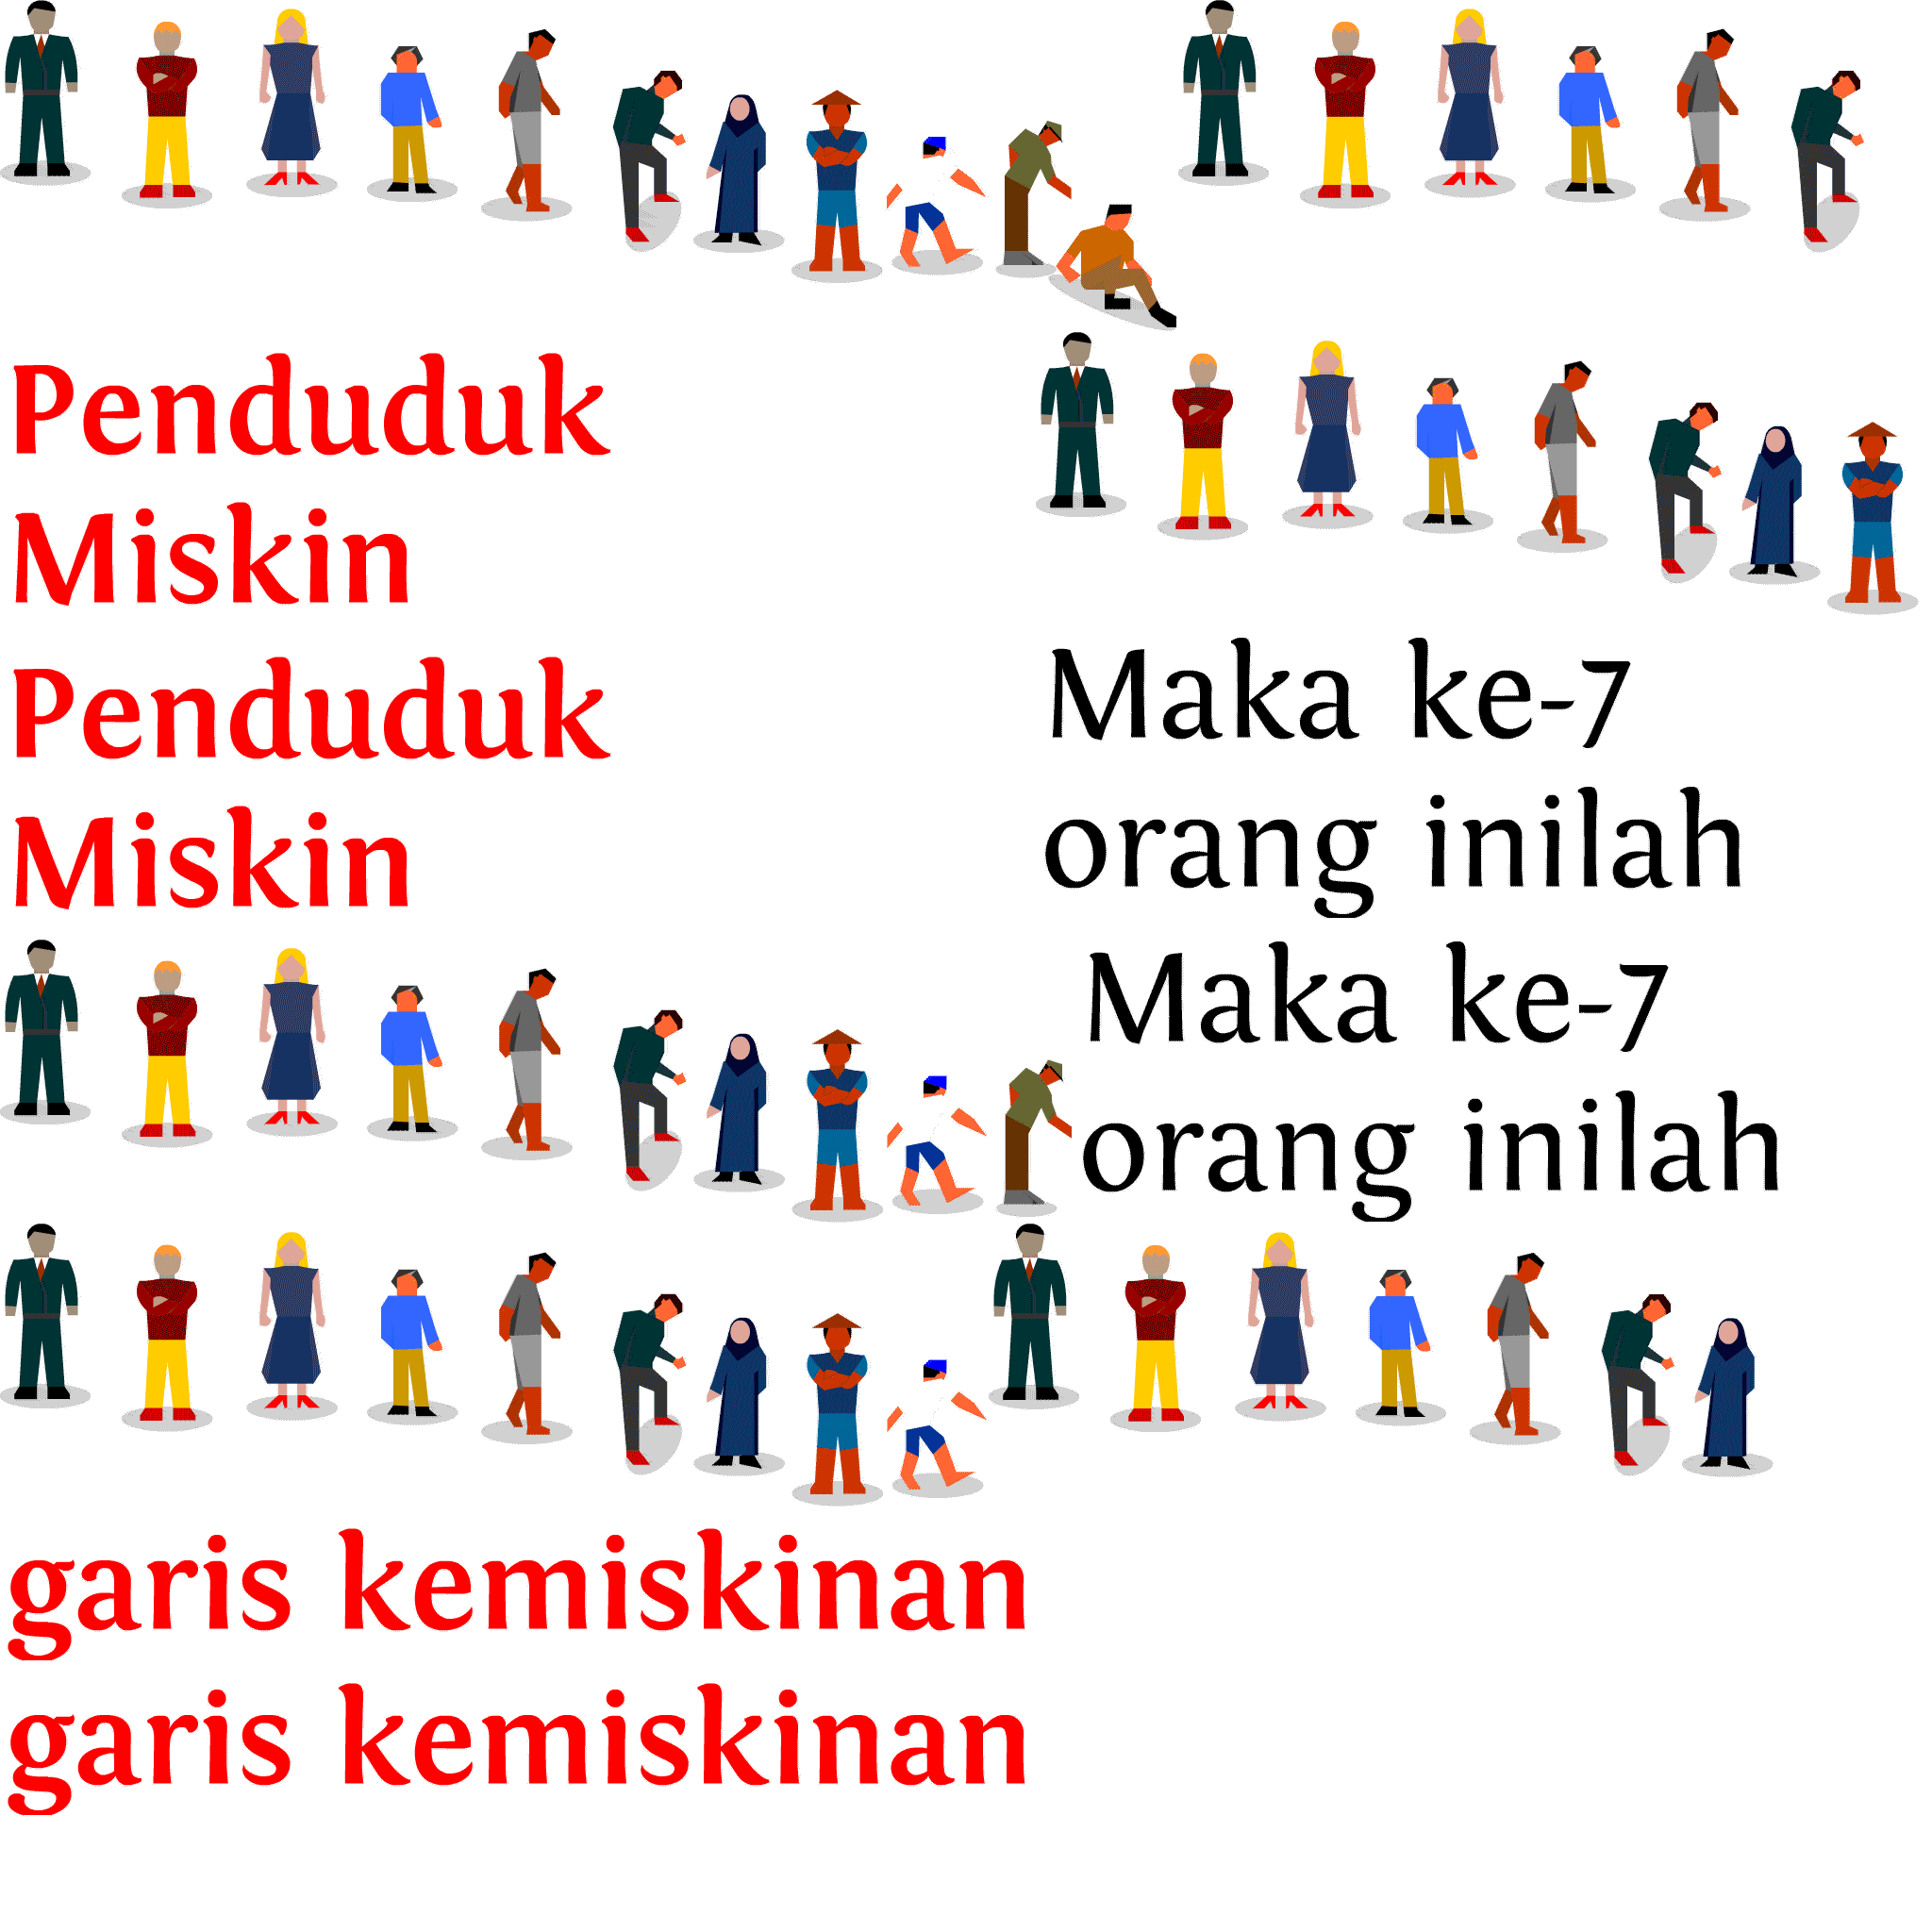 Penduduk
Miskin
Penduduk
Miskin
Maka ke-7
orang inilah
Maka ke-7
orang inilah
garis kemiskinan
garis kemiskinan